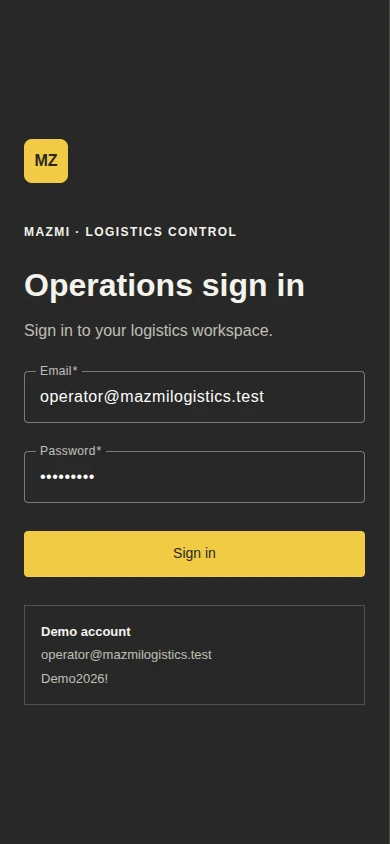 MZ
MAZMI · LOGISTICS CONTROL
Operations sign in
Sign in to your logistics workspace.
Email*
operator@mazmilogistics.test
Password*
•••••••••
Sign in
Demo account
operator@mazmilogistics.test
Demo2026!